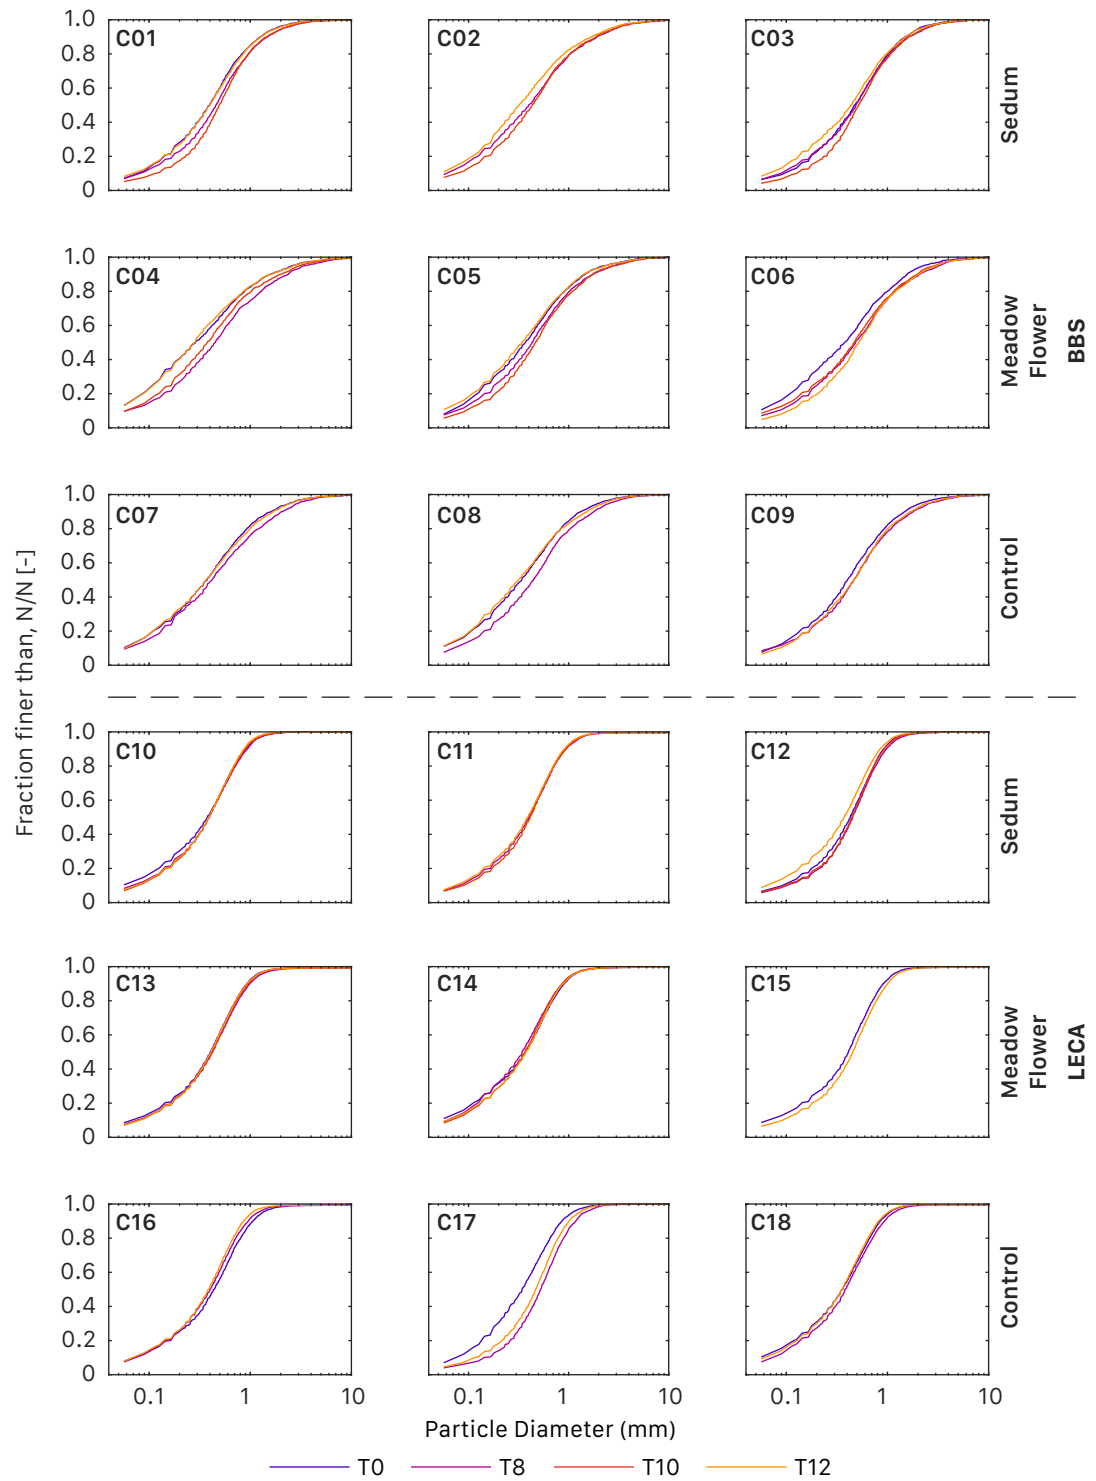 1.0
0.8
0.6
0.4
0.2
0
C01
C02
C03
Sedum
1.0
0.8
0.6
0.4
0.2
0
C04
C05
C06
Meadow
Flower
BBS
1.0
0.8
0.6
0.4
0.2
0
C07
C08
C09
Control
Fraction finer than, N/N [-]
1.0
0.8
0.6
0.4
0.2
0
C10
C11
C12
Sedum
1.0
0.8
0.6
0.4
0.2
0
C13
C14
C15
Meadow
Flower
LECA
1.0
0.8
0.6
0.4
0.2
0
C16
C17
C18
Control
0.1 1 10 0.1 1 10 0.1 1 10
Particle Diameter (mm)
T0 T8 T10 T12